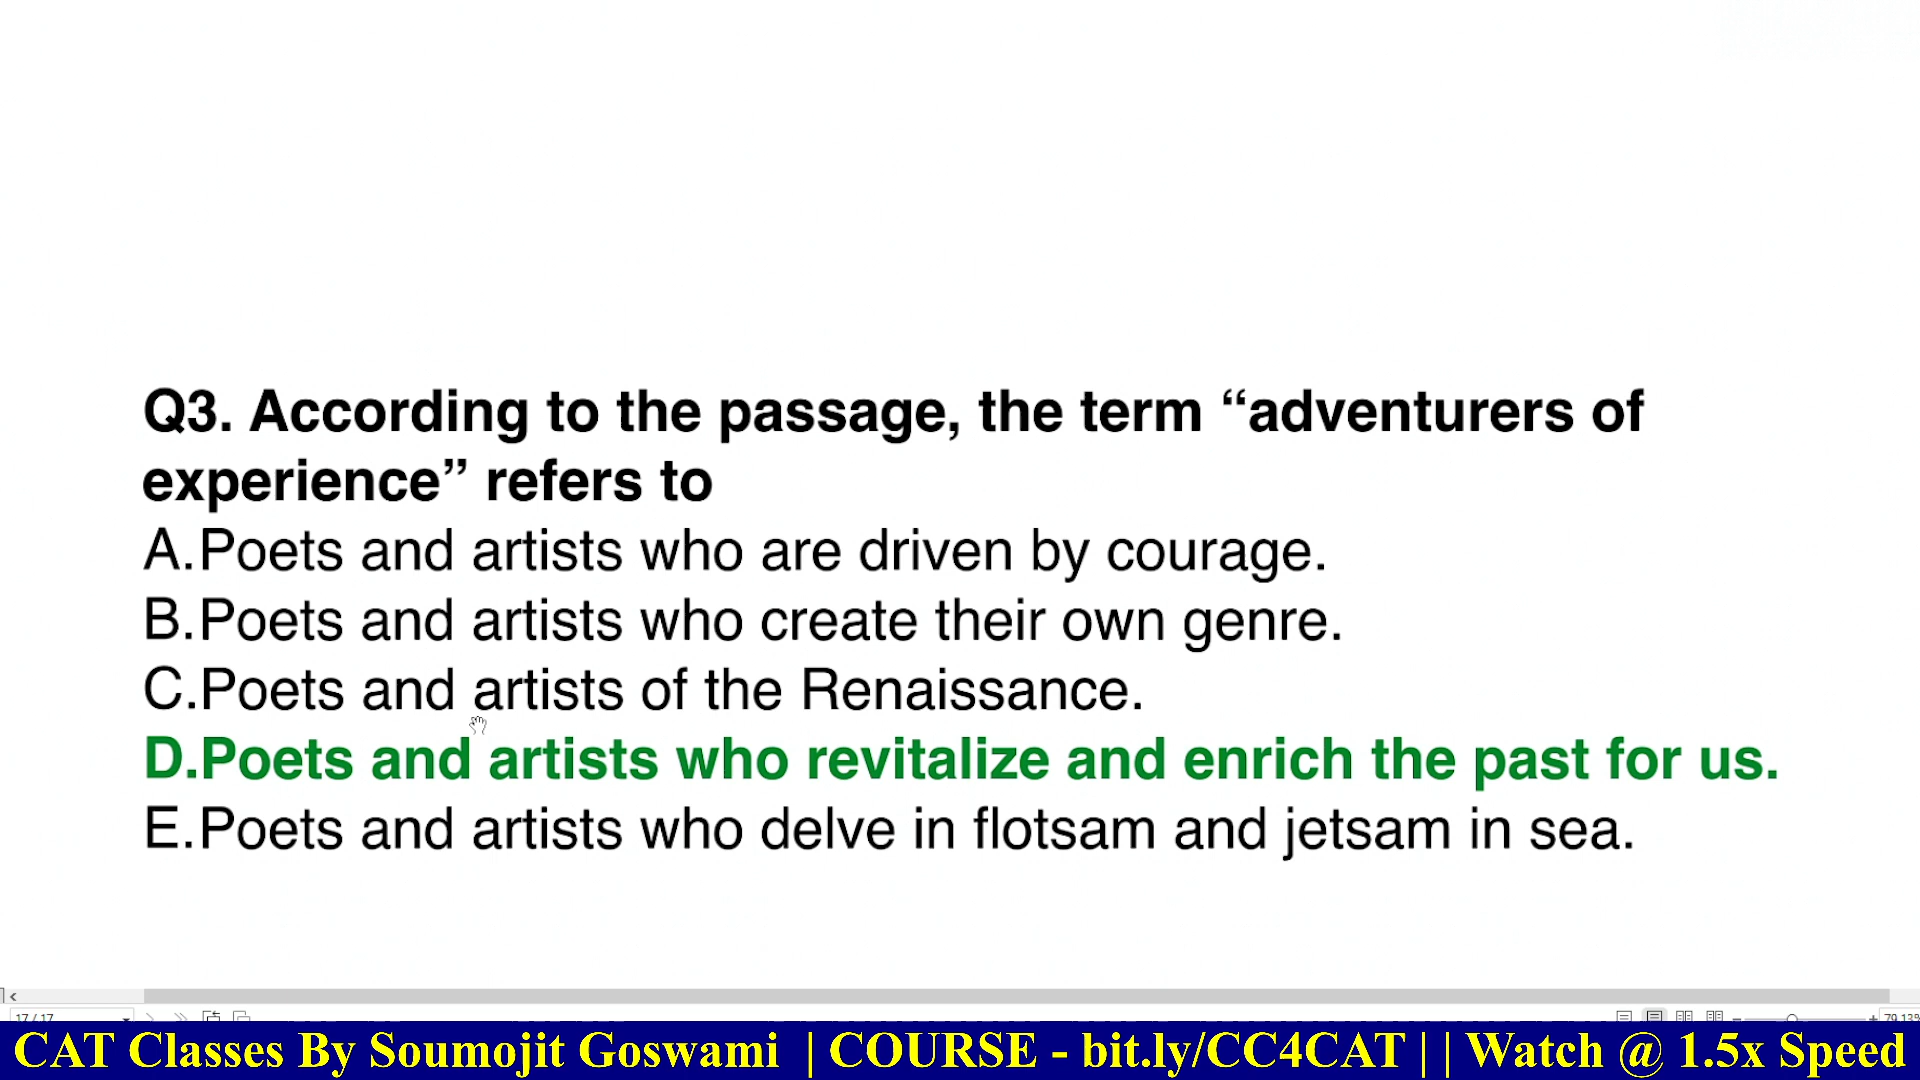 Q3. According to the passage, the term “adventurers of
experience” refers to
A.Poets and artists who are driven by courage.
B.Poets and artists who create their own genre.
C.Poets and artists of the Renaissance.
D.Poets and artists who revitalize and enrich the past for us.
E.Poets and artists who delve in flotsam and jetsam in sea.
17 / 17
CAT Classes By Soumojit Goswami | COURSE - bit.ly/CC4CAT | | Watch @ 1.5x Speed